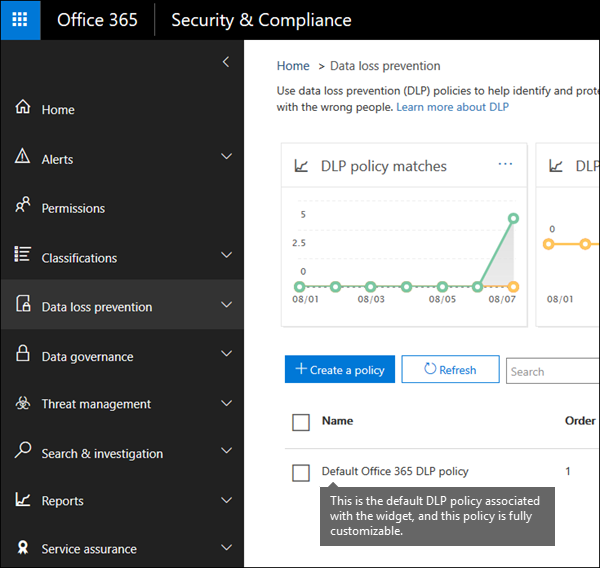 Office 365
Security & Compliance
Home
Alerts
Permissions
Classifications
Data loss prevention
Data governance
Threat management
Search & investigation
Reports
Service assurance
Home > Data loss prevention
Use data loss prevention (DLP) policies to help identify and
with the wrong people. Learn more about DLP
DLP policy matches
...
5
2.5
0
08/01
08/03
08/05
08/07
0
08/01
+ Create a policy
Refresh
Search
Name
Order
Default Office 365 DLP policy
1
This is the default DLP policy associated
with the widget, and this policy is fully
customizable.